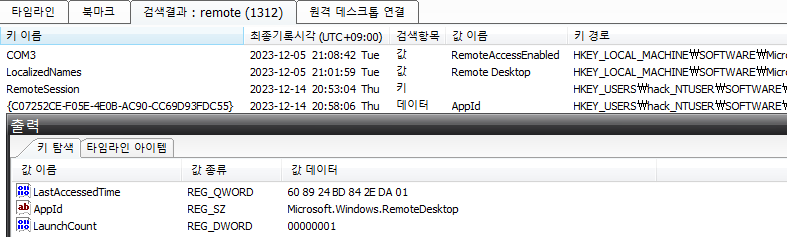 타임라인 북마크 검색결과 : remote (1312) 원격 데스크톱 연결
키 이름 최종기록시각 (UTC+09:00) 검색항목 값 이름 키 경로
COM3 2023-12-05 21:08:42 Tue 값 RemoteAccessEnabled HKEY_LOCAL_MACHINE₩SOFTWARE₩Micr
LocalizedNames 2023-12-05 21:01:59 Tue 값 Remote Desktop HKEY_LOCAL_MACHINE₩SOFTWARE₩Micr
RemoteSession 2023-12-14 20:53:04 Thu 키 HKEY_USERS₩hack_NTUSER₩SOFTWARE₩
{C07252CE-F05E-4E0B-AC90-CC69D93FDC55} 2023-12-14 20:58:06 Thu 데이터 AppId HKEY_USERS₩hack_NTUSER₩SOFTWARE₩
출력
키 탐색 타임라인 아이템
값 이름 값 종류 값 데이터
LastAccessedTime REG_QWORD 60 89 24 BD 84 2E DA 01
AppId REG_SZ Microsoft.Windows.RemoteDesktop
LaunchCount REG_DWORD 00000001